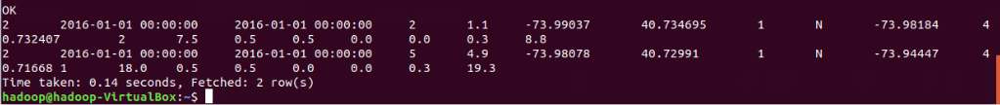 OK
2 2016-01-01 00:00:00 2016-01-01 00:00:00 2 1.1 -73.99037 40.734695 1 N -73.98184 4
0.732407 2 7.5 0.5 0.5 0.0 0.0 0.3 8.8
2 2016-01-01 00:00:00 2016-01-01 00:00:00 5 4.9 -73.98078 40.72991 1 N -73.94447 4
0.71668 1 18.0 0.5 0.5 0.0 0.0 0.3 19.3
Time taken: 0.14 seconds, Fetched: 2 row(s)
hadoop@hadoop-VirtualBox:~$